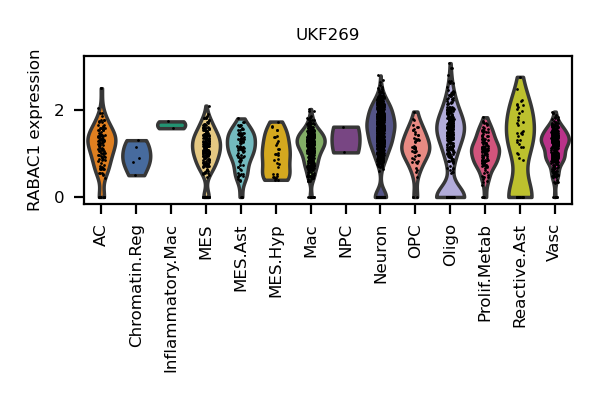 UKF269
RABAC1 expression
2
0
AC
Chromatin.Reg
Inflammatory.Mac
MES
MES.Ast
MES.Hyp
Mac
NPC
Neuron
OPC
Oligo
Prolif.Metab
Reactive.Ast
Vasc